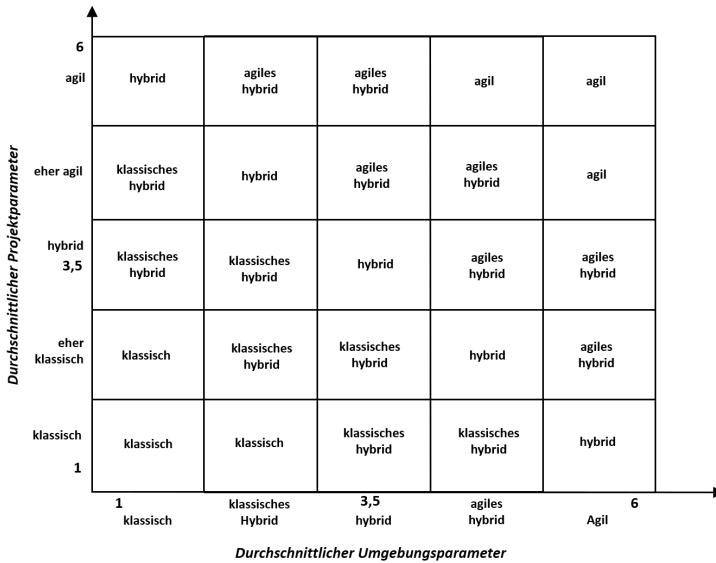 6
agil
hybrid
agiles
hybrid
agiles
hybrid
agil
agil
eher agil
klassisches
hybrid
hybrid
agiles
hybrid
agiles
hybrid
agil
hybrid
3,5
klassisches
hybrid
klassisches
hybrid
hybrid
agiles
hybrid
agiles
hybrid
eher
klassisch
klassisch
klassisches
hybrid
klassisches
hybrid
hybrid
agiles
hybrid
klassisch
1
klassisch
klassisch
klassisches
hybrid
klassisches
hybrid
hybrid
Durchschnittlicher Projektparameter
1
klassisch
klassisches
Hybrid
3,5
hybrid
agiles
hybrid
6
Agil
Durchschnittlicher Umgebungsparameter